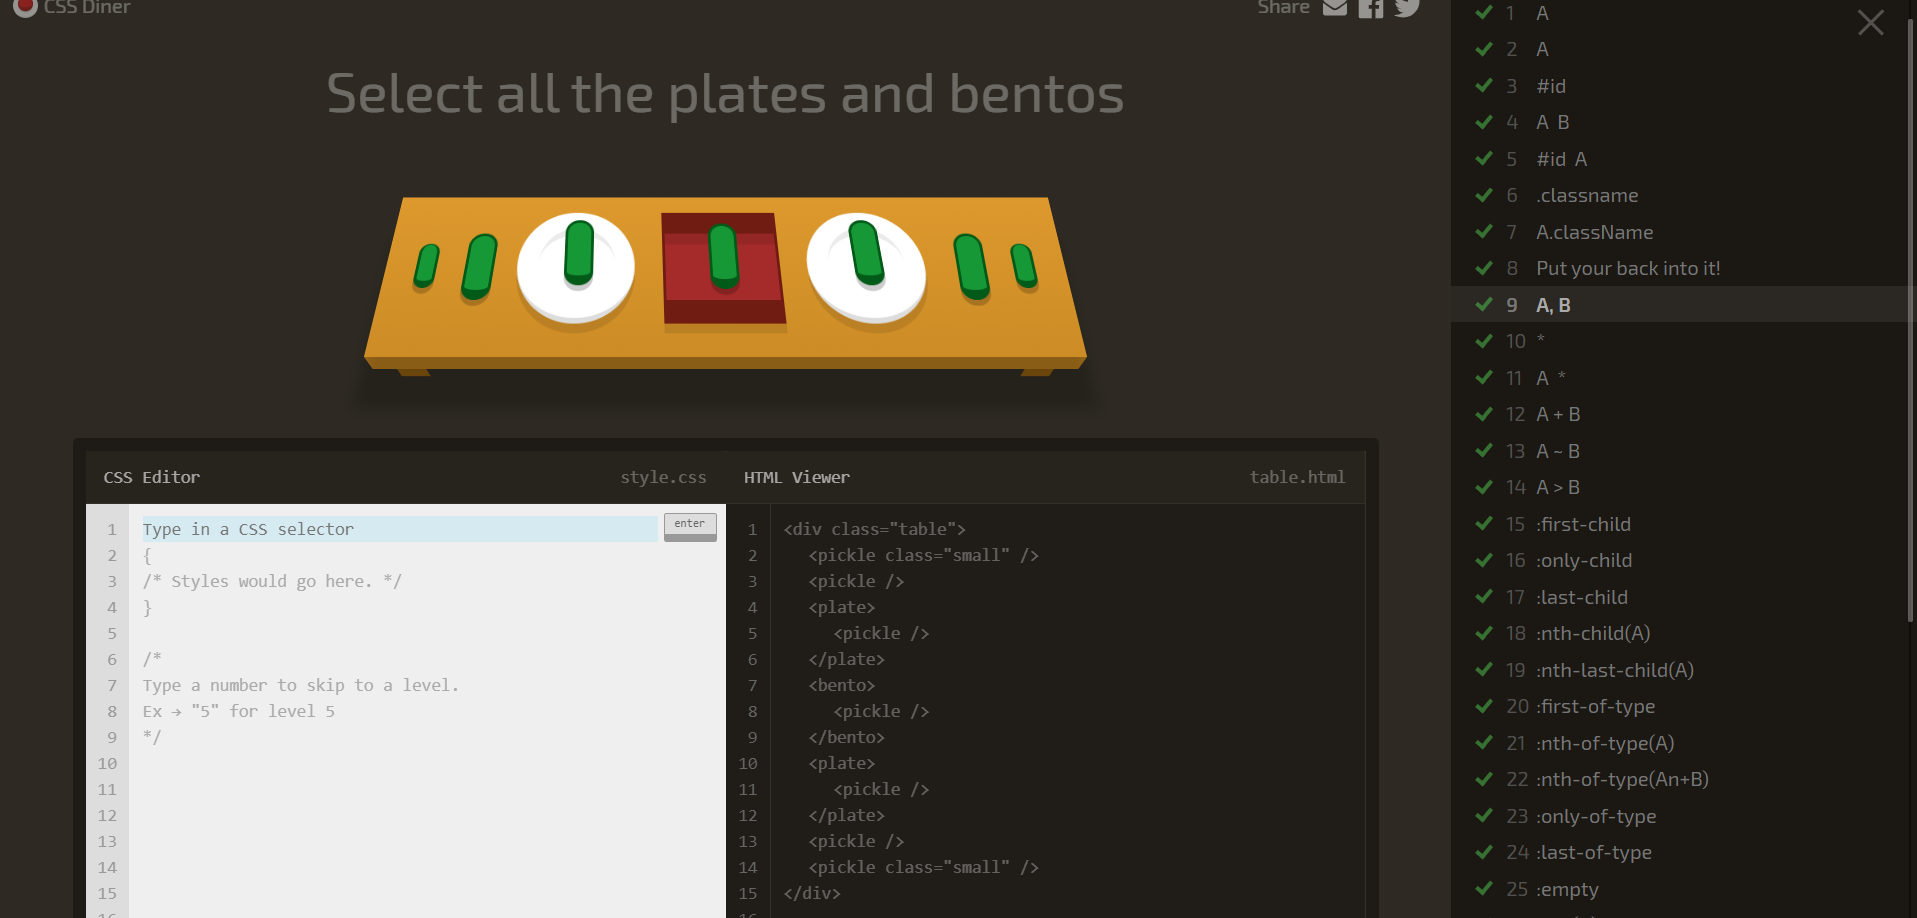 CSS Diner
Share
Select all the plates and bentos
CSS Editor style.css
1 Type in a CSS selector enter
2 {
3 /* Styles would go here. */
4 }
5
6 /*
7 Type a number to skip to a level.
8 Ex → "5" for level 5
9 */
10
11
12
13
14
15
HTML Viewer table.html
1 <div class="table">
2 <pickle class="small" />
3 <pickle />
4 <plate>
5 <pickle />
6 </plate>
7 <bento>
8 <pickle />
9 </bento>
10 <plate>
11 <pickle />
12 </plate>
13 <pickle />
14 <pickle class="small" />
15 </div>
1 A
2 A
3 #id
4 A B
5 #id A
6 .classname
7 A.className
8 Put your back into it!
9 A, B
10 *
11 A *
12 A + B
13 A ~ B
14 A > B
15 :first-child
16 :only-child
17 :last-child
18 :nth-child(A)
19 :nth-last-child(A)
20 :first-of-type
21 :nth-of-type(A)
22 :nth-of-type(An+B)
23 :only-of-type
24 :last-of-type
25 :empty